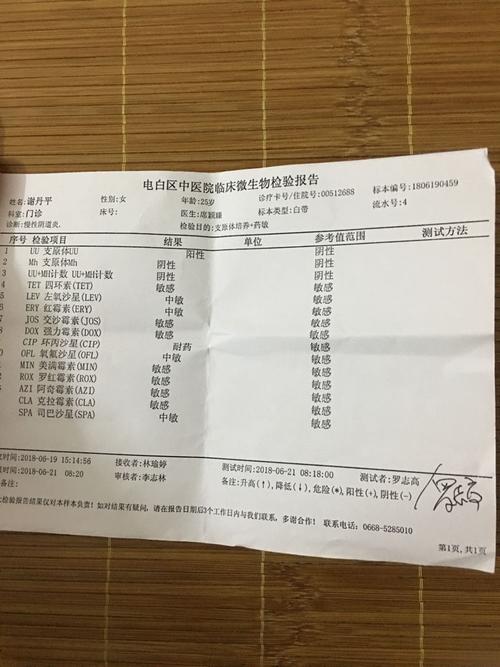 电白区中医院临床微生物检验报告
姓名:谢丹平 性别:女 年龄:25岁 诊疗卡号/住院号:00512688 标本编号:1806190459
科室:门诊 床号: 医生:席颖臻 标本类型:白带 流水号:4
诊断:慢性阴道炎. 检验目的:支原体培养+药敏
序号 检验项目 结果 单位 参考值范围 测试方法
1 UU 支原体UU 阳性 阴性
2 Mh 支原体Mh 阴性 阴性
3 UU+MH计数 UU+MH计数 阴性 阴性
4 TET 四环素(TET) 敏感 敏感
5 LEV 左氧沙星(LEV) 中敏 敏感
6 ERY 红霉素(ERY) 中敏 敏感
7 JOS 交沙霉素(JOS) 敏感 敏感
8 DOX 强力霉素(DOX) 敏感 敏感
CIP 环丙沙星(CIP) 耐药 敏感
0 OFL 氧氟沙星(OFL) 中敏 敏感
1 MIN 美满霉素(MIN) 敏感 敏感
2 ROX 罗红霉素(ROX) 敏感 敏感
AZI 阿奇霉素(AZI) 敏感 敏感
CLA 克拉霉素(CLA) 敏感 敏感
SPA 司巴沙星(SPA) 中敏 敏感
:2018-06-19 15:14:56 接收者:林瑜婷 测试时间:2018-06-21 08:18:00 测试者:罗志高
:2018-06-21 08:20 审核者:李志林 备注:升高(↑),降低(↓),危险(*),阳性(+),阴性(-)
备注:
检验报告结果仅对本样本负责!如对结果有疑问,请在报告日期后3个工作日内与我们联系,多谢合作! 联系电话:0668-5285010
第1页,共1页